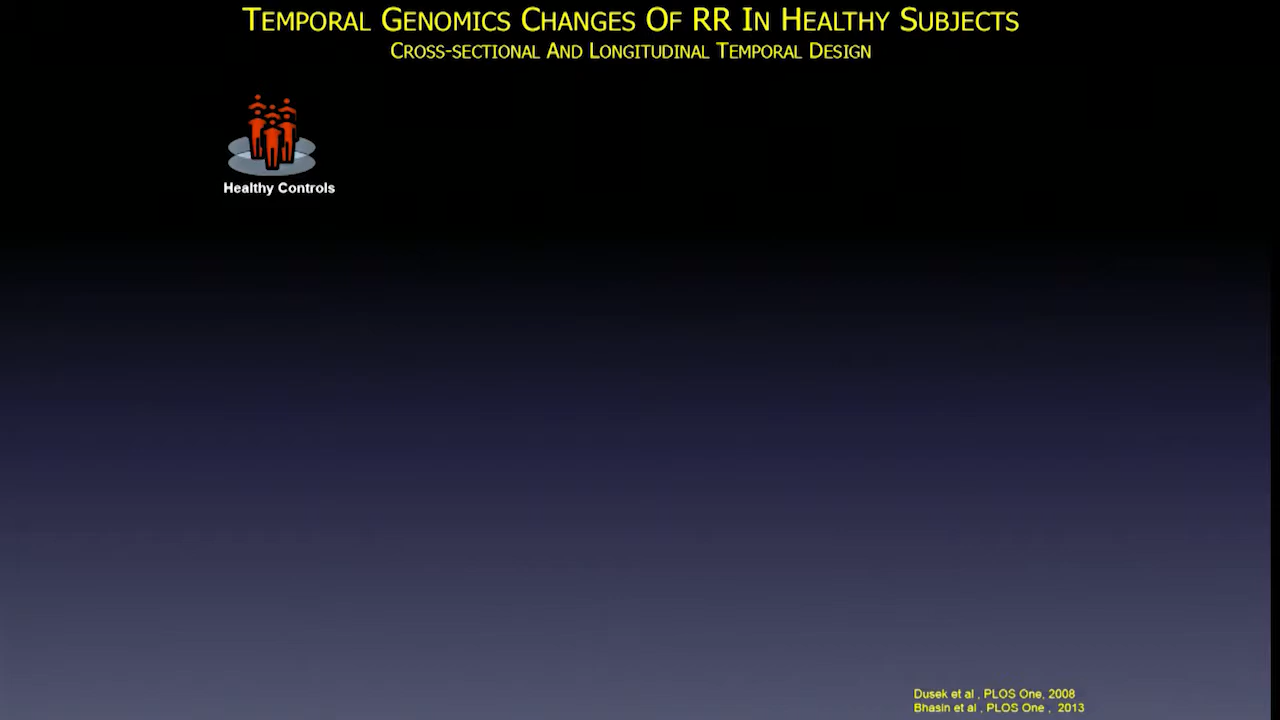 TEMPORAL GENOMICS CHANGES OF RR IN HEALTHY SUBJECTS
CROSS-SECTIONAL AND LONGITUDINAL TEMPORAL DESIGN
Healthy Controls
Dusek et al , PLOS One, 2008
Bhasin et al , PLOS One , 2013